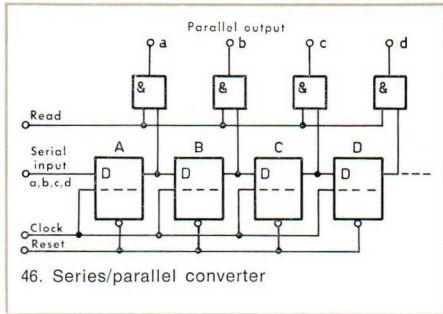 Parallel output
a b c d
& & & &
Read
A B C D
Serial input
a,b,c,d
D D D D
Clock
Reset
46. Series/parallel converter